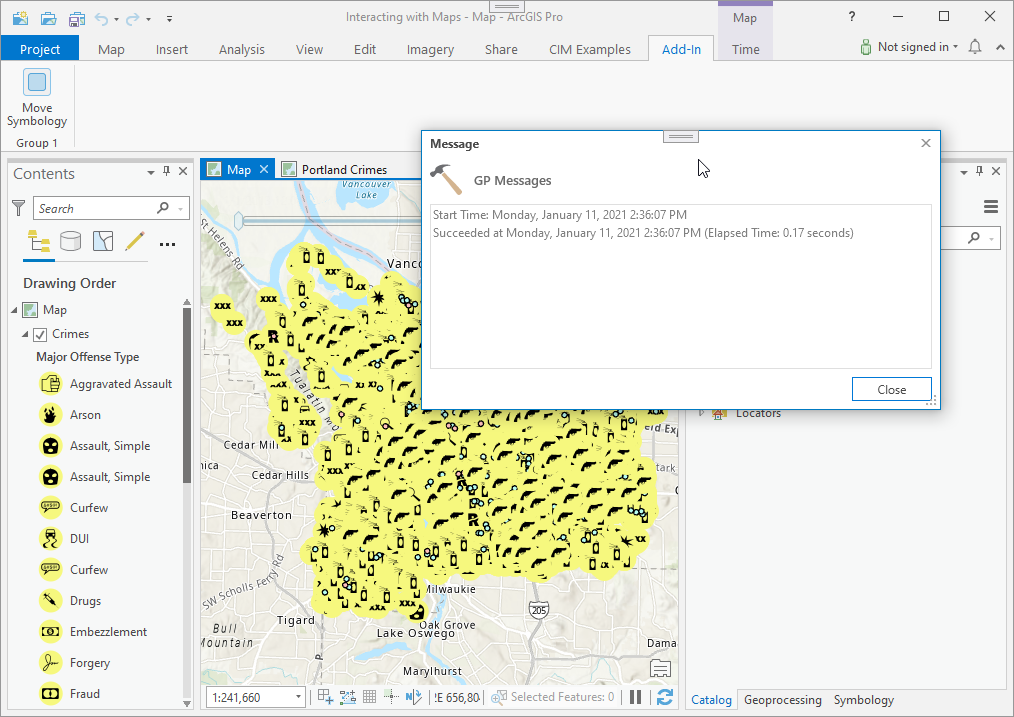 Interacting with Maps - Map - ArcGIS Pro
Map
?
Project
Map
Insert
Analysis
View
Edit
Imagery
Share
CIM Examples
Add-In
Time
Not signed in
Move
Symbology
Group 1
Contents
Search
Drawing Order
Map
Crimes
Major Offense Type
Aggravated Assault
Arson
Assault, Simple
Assault, Simple
Curfew
DUI
Curfew
Drugs
Embezzlement
Forgery
Fraud
Map
Portland Crimes
Vancouver
Lake
St Helens Rd
Vanco
Tualatin Mo
Cedar Mil
Cedar Hills
Beaverton
SW Scholls Ferry Rd
Tigard
Bull
Mountain
Milwaukie
Oak Grove
Lake Oswego
Marylhurst
205
Dama
Message
GP Messages
Start Time: Monday, January 11, 2021 2:36:07 PM
Succeeded at Monday, January 11, 2021 2:36:07 PM (Elapsed Time: 0.17 seconds)
Close
Locators
1:241,660
!E 656,80
Selected Features: 0
Catalog
Geoprocessing
Symbology